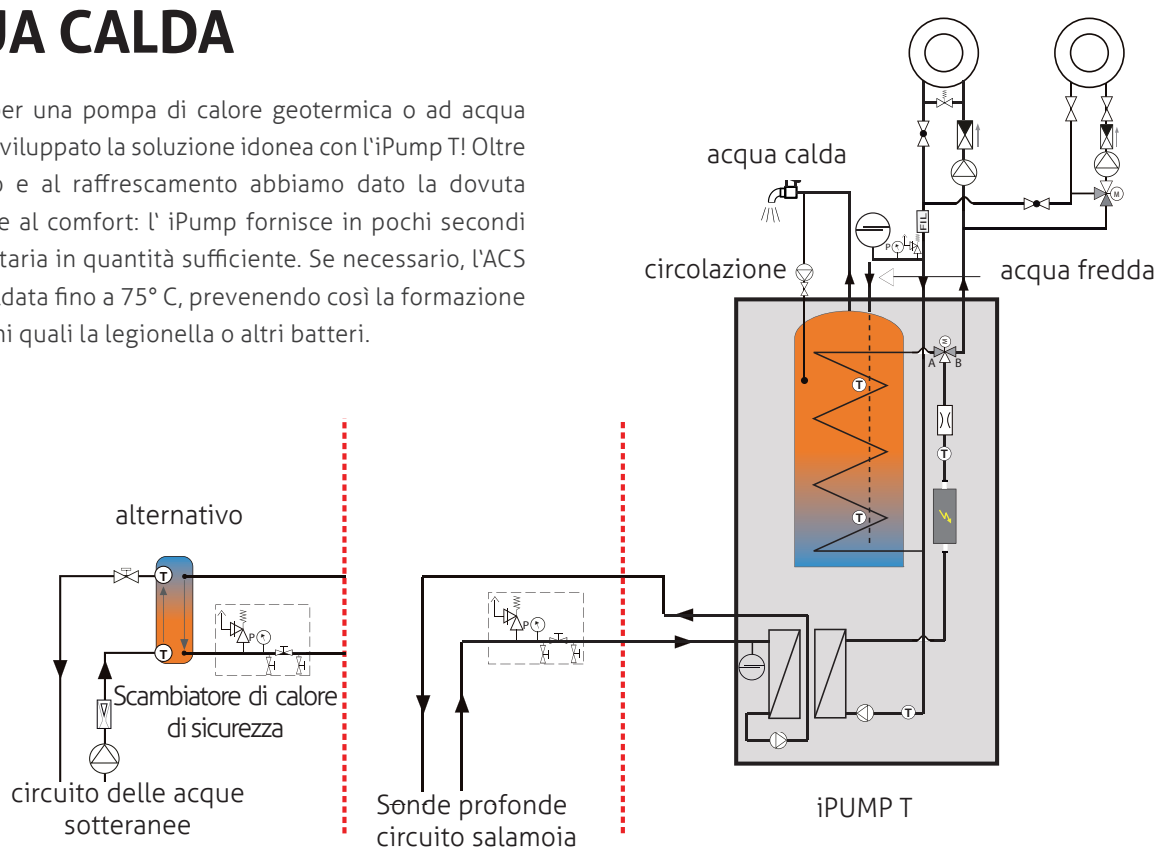 UA CALDA
per una pompa di calore geotermica o ad acqua
viluppato la soluzione idonea con l'iPump T! Oltre
o e al raffrescamento abbiamo dato la dovuta
e al comfort: l' iPump fornisce in pochi secondi
taria in quantità sufficiente. Se necessario, l'ACS
data fino a 75° C, prevenendo così la formazione
ni quali la legionella o altri batteri.
acqua calda
circolazione
acqua fredda
FIL
P
M
M
A B
T
T
T
T
alternativo
T
T
P
P
Scambiatore di calore
di sicurezza
circuito delle acque
sotteranee
Sonde profonde
circuito salamoia
iPUMP T